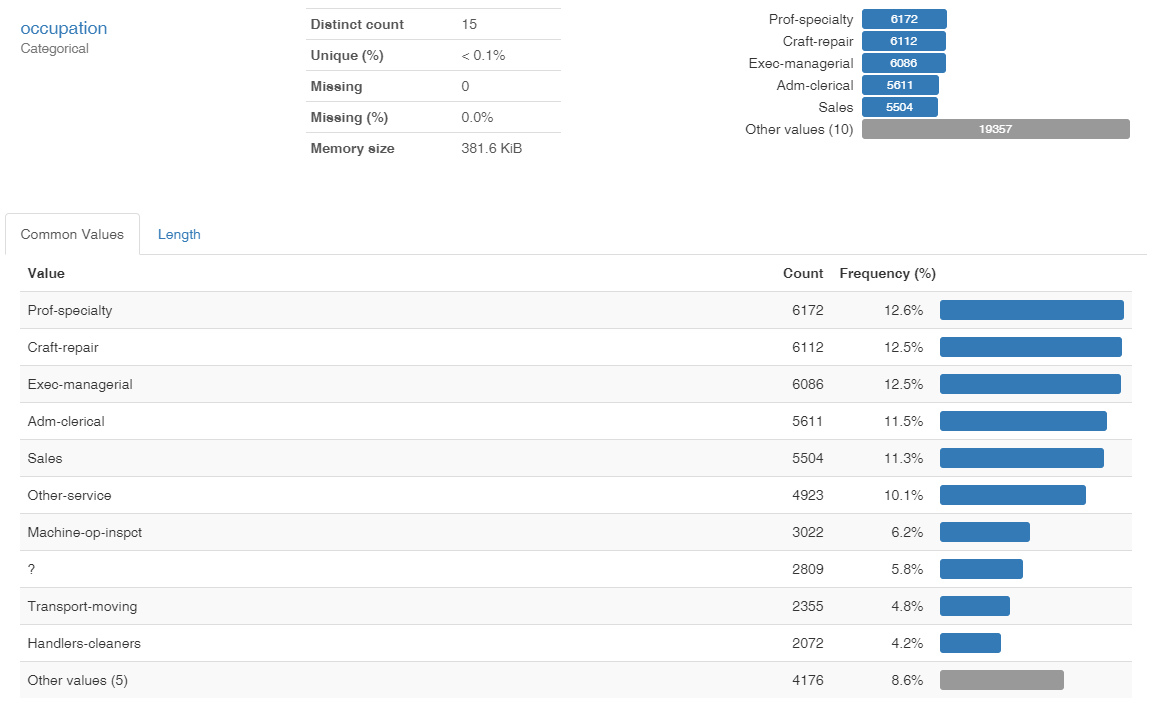 occupation
Categorical
Distinct count 15
Unique (%) < 0.1%
Missing 0
Missing (%) 0.0%
Memory size 381.6 KiB
Prof-specialty 6172
Craft-repair 6112
Exec-managerial 6086
Adm-clerical 5611
Sales 5504
Other values (10) 19357
Common Values Length
Value Count Frequency (%)
Prof-specialty 6172 12.6%
Craft-repair 6112 12.5%
Exec-managerial 6086 12.5%
Adm-clerical 5611 11.5%
Sales 5504 11.3%
Other-service 4923 10.1%
Machine-op-inspct 3022 6.2%
? 2809 5.8%
Transport-moving 2355 4.8%
Handlers-cleaners 2072 4.2%
Other values (5) 4176 8.6%